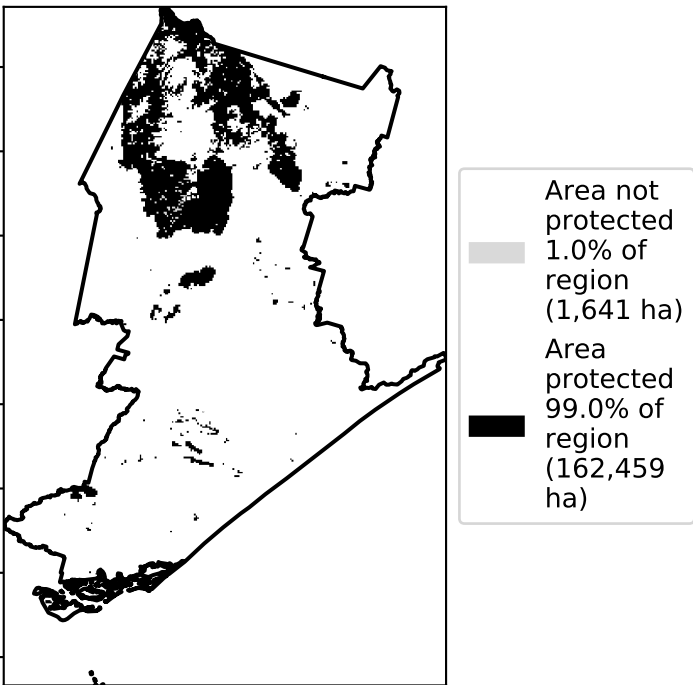 Area not
protected
1.0% of
region
(1,641 ha)
Area
protected
99.0% of
region
(162,459
ha)